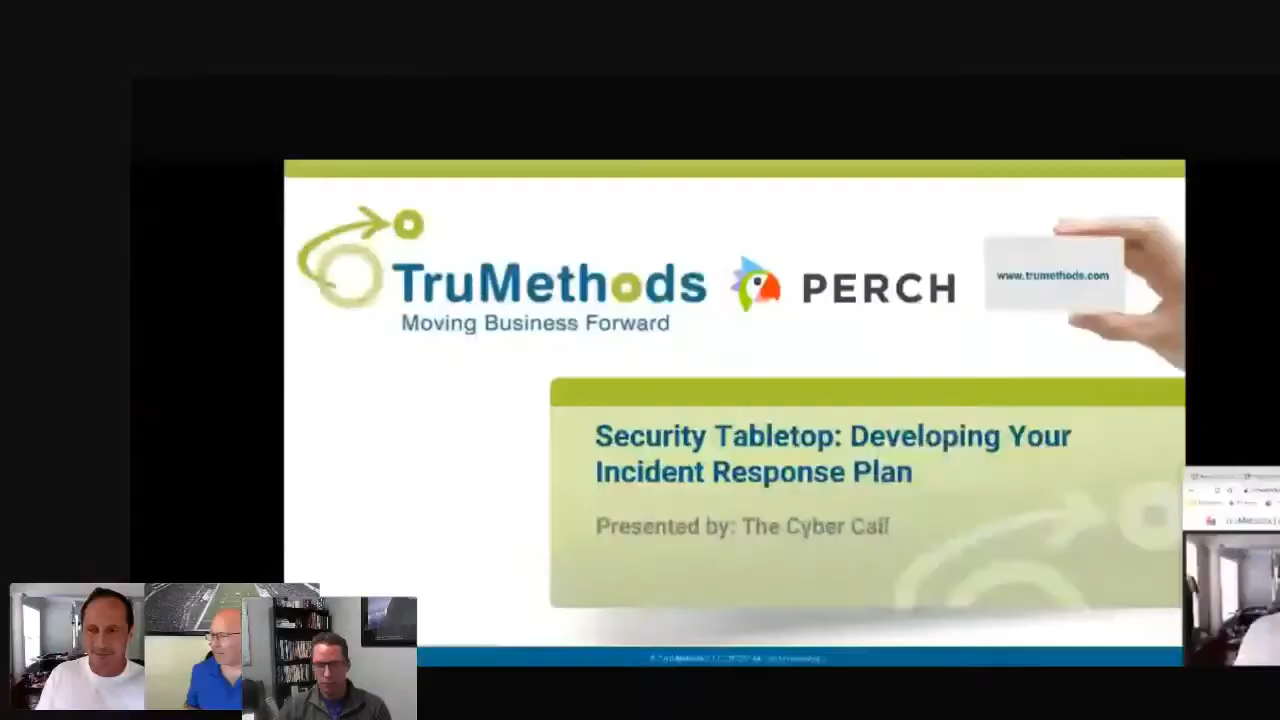 TruMethods
Moving Business Forward
PERCH
www.trumethods.com
Security Tabletop: Developing Your
Incident Response Plan
Presented by: The Cyber Call